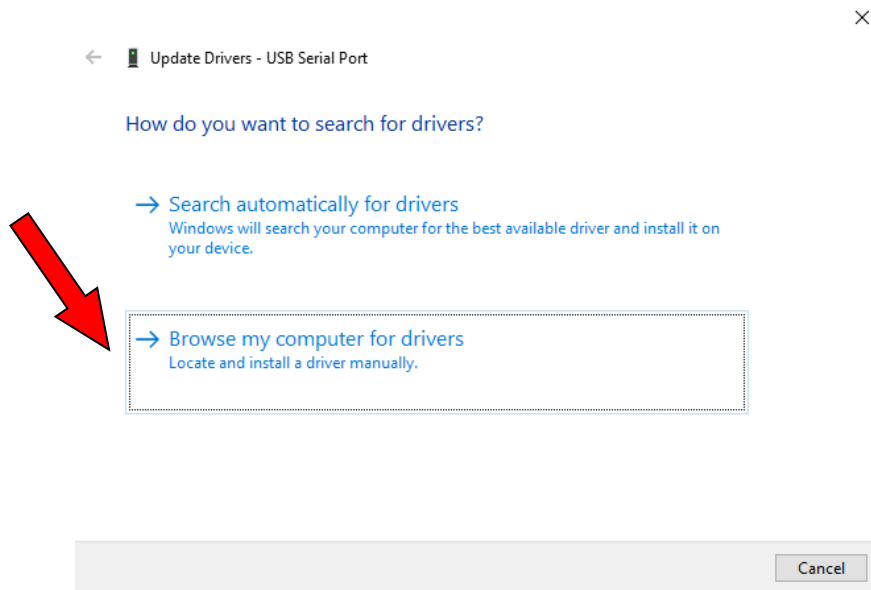 Update Drivers - USB Serial Port
How do you want to search for drivers?
Search automatically for drivers
Windows will search your computer for the best available driver and install it on
your device.
Browse my computer for drivers
Locate and install a driver manually.
Cancel